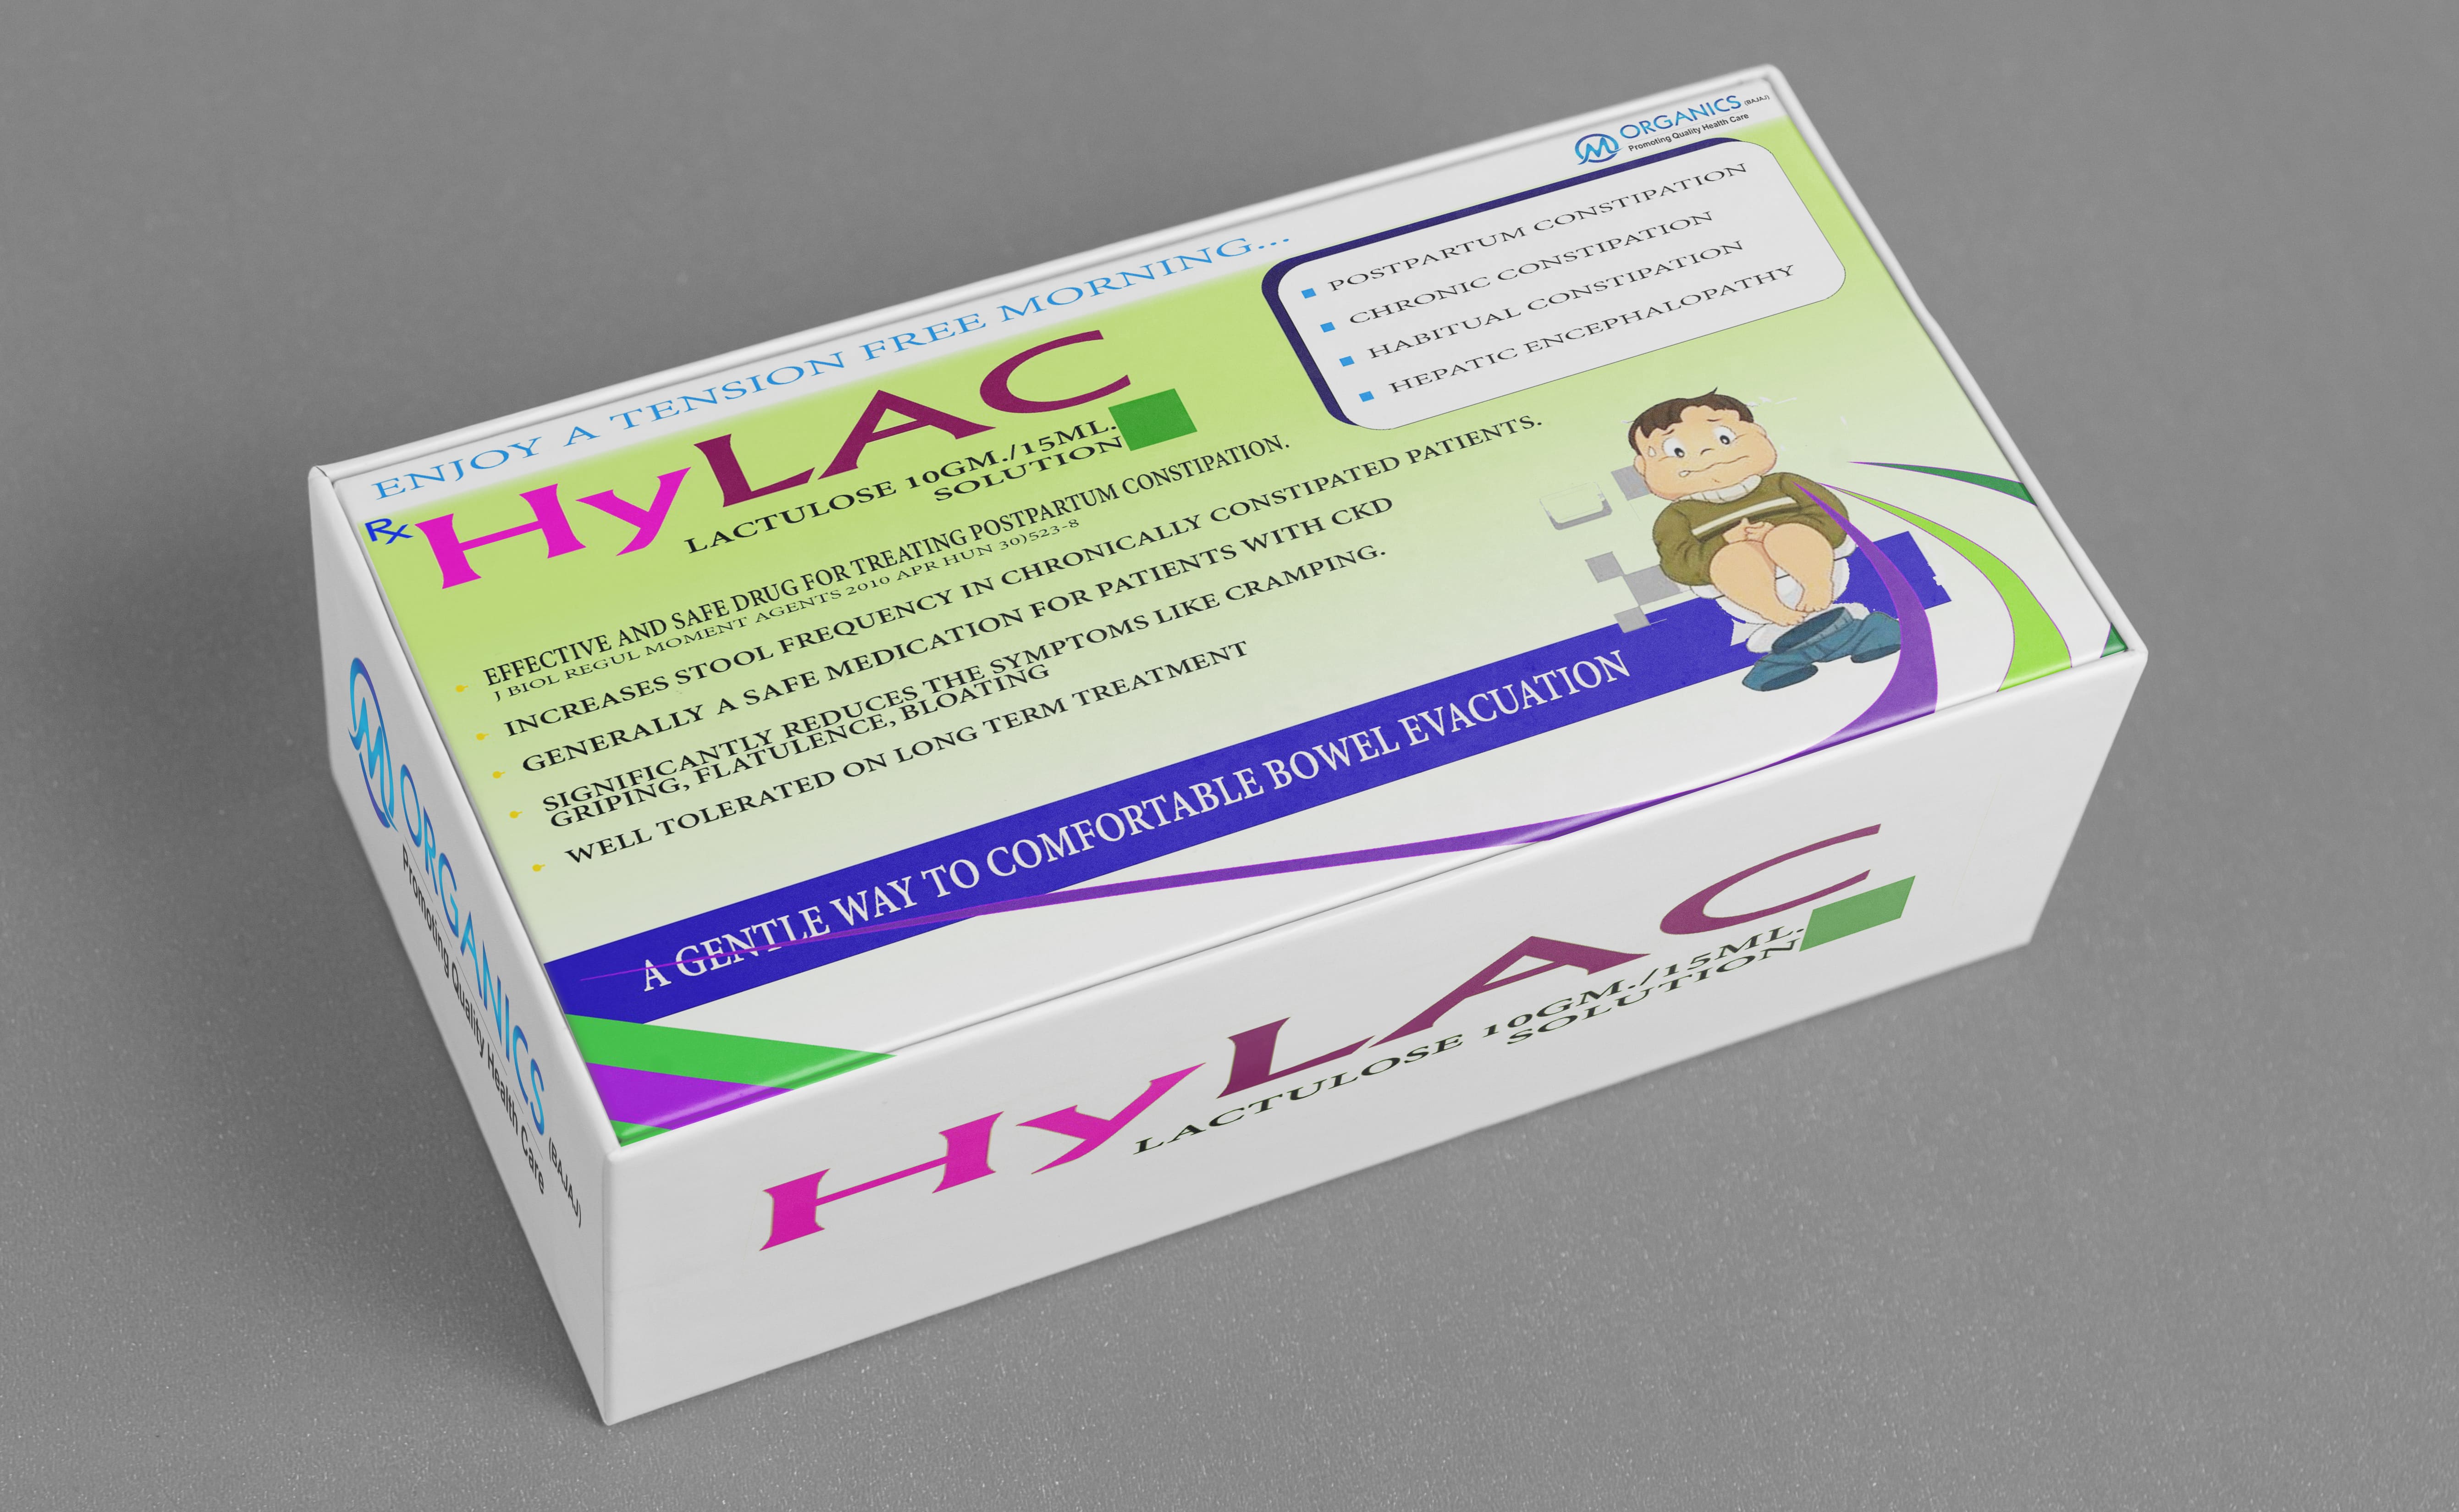 ORGANICS (BAJAJ)
Promoting Quality Health Care
ENJOY A TENSION FREE MORNING...
Rx HyLAC
LACTULOSE 10GM./15ML.
SOLUTION
POSTPARTUM CONSTIPATION
CHRONIC CONSTIPATION
HABITUAL CONSTIPATION
HEPATIC ENCEPHALOPATHY
EFFECTIVE AND SAFE DRUG FOR TREATING POSTPARTUM CONSTIPATION.
J BIOL REGUL MOMENT AGENTS 2010 APR HUN 30)523-8
INCREASES STOOL FREQUENCY IN CHRONICALLY CONSTIPATED PATIENTS.
GENERALLY A SAFE MEDICATION FOR PATIENTS WITH CKD
SIGNIFICANTLY REDUCES THE SYMPTOMS LIKE CRAMPING.
GRIPING, FLATULENCE, BLOATING
WELL TOLERATED ON LONG TERM TREATMENT
A GENTLE WAY TO COMFORTABLE BOWEL EVACUATION
ORGANICS (BAJAJ)
Promoting Quality Health Care
HyLAC
LACTULOSE 10GM./15ML.
SOLUTION